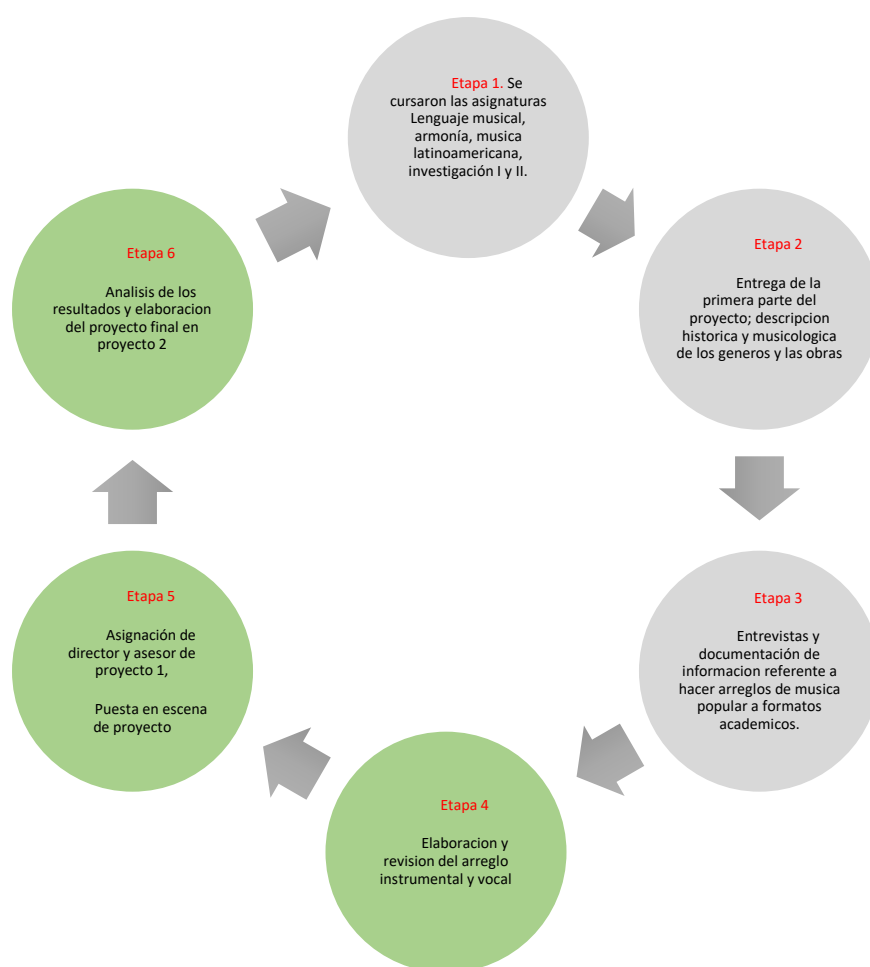 Etapa 1. Se
cursaron las asignaturas
Lenguaje musical,
armonía, musica
latinoamericana,
investigación I y II.
Etapa 2
Entrega de la
primera parte del
proyecto; descripcion
historica y musicologica
de los generos y las obras
Etapa 3
Entrevistas y
documentación de
informacion referente a
hacer arreglos de musica
popular a formatos
academicos.
Etapa 4
Elaboracion y
revision del arreglo
instrumental y vocal
Etapa 5
Asignación de
director y asesor de
proyecto 1,
Puesta en escena
de proyecto
Etapa 6
Analisis de los
resultados y elaboracion
del proyecto final en
proyecto 2